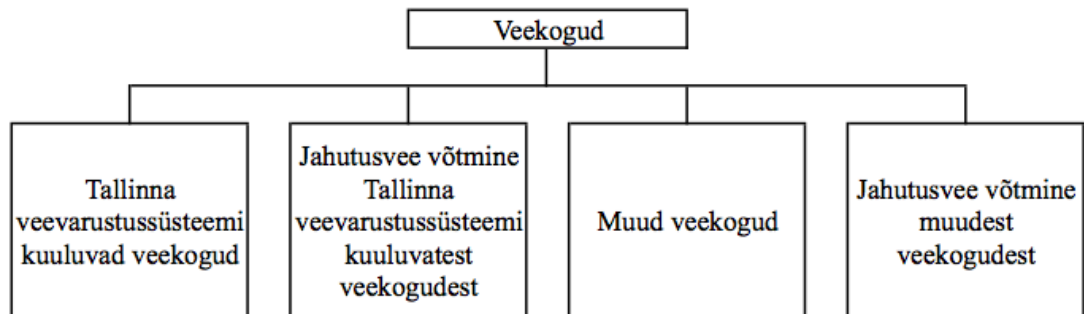 Veekogud
Tallinna
veevarustussüsteemi
kuuluvad veekogud
Jahutusvee võtmine
Tallinna
veevarustussüsteemi
kuuluvatest
veekogudest
Muud veekogud
Jahutusvee võtmine
muudest
veekogudest